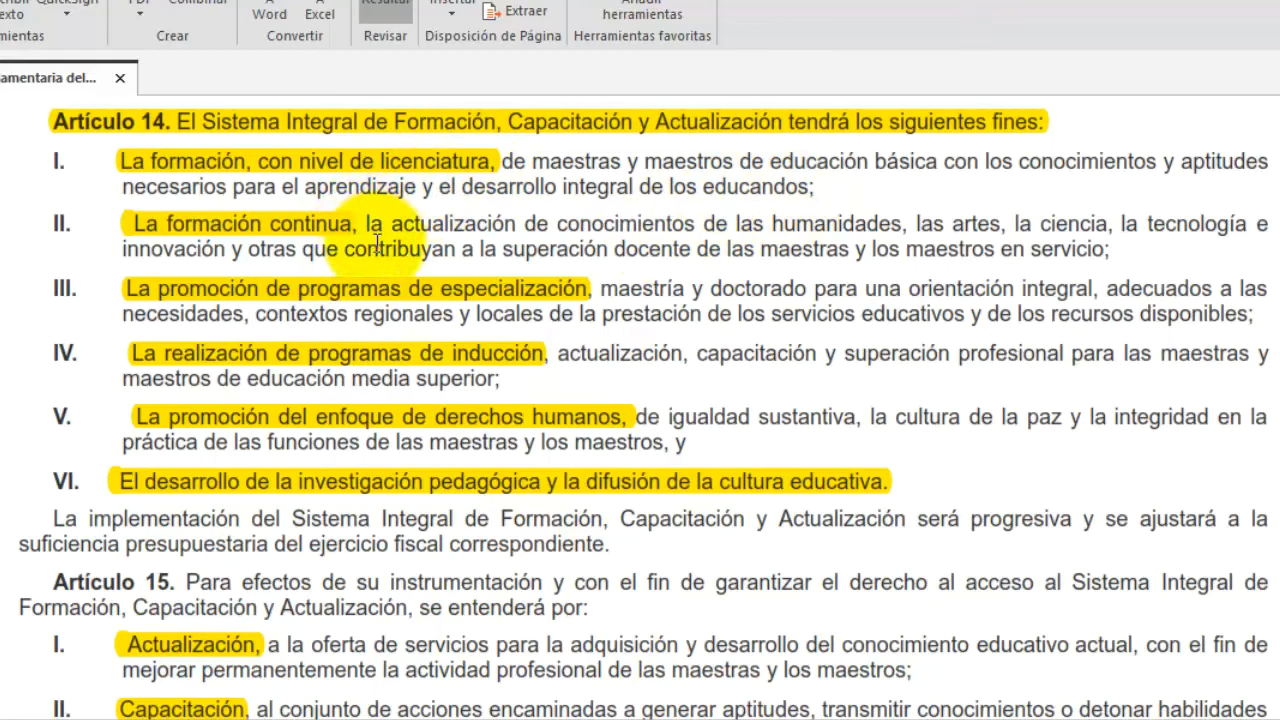 QuickSign PDF Combinar A A Resaltar Insertar Añadir
Texto Word Excel Extraer herramientas
mientas Crear Convertir Revisar Disposición de Página Herramientas favoritas
lamentaria del... ×
Artículo 14. El Sistema Integral de Formación, Capacitación y Actualización tendrá los siguientes fines:
I. La formación, con nivel de licenciatura, de maestras y maestros de educación básica con los conocimientos y aptitudes
necesarios para el aprendizaje y el desarrollo integral de los educandos;
II. La formación continua, la actualización de conocimientos de las humanidades, las artes, la ciencia, la tecnología e
innovación y otras que contribuyan a la superación docente de las maestras y los maestros en servicio;
III. La promoción de programas de especialización, maestría y doctorado para una orientación integral, adecuados a las
necesidades, contextos regionales y locales de la prestación de los servicios educativos y de los recursos disponibles;
IV. La realización de programas de inducción, actualización, capacitación y superación profesional para las maestras y
maestros de educación media superior;
V. La promoción del enfoque de derechos humanos, de igualdad sustantiva, la cultura de la paz y la integridad en la
práctica de las funciones de las maestras y los maestros, y
VI. El desarrollo de la investigación pedagógica y la difusión de la cultura educativa.
La implementación del Sistema Integral de Formación, Capacitación y Actualización será progresiva y se ajustará a la
suficiencia presupuestaria del ejercicio fiscal correspondiente.
Artículo 15. Para efectos de su instrumentación y con el fin de garantizar el derecho al acceso al Sistema Integral de
Formación, Capacitación y Actualización, se entenderá por:
I. Actualización, a la oferta de servicios para la adquisición y desarrollo del conocimiento educativo actual, con el fin de
mejorar permanentemente la actividad profesional de las maestras y los maestros;
II. Capacitación, al conjunto de acciones encaminadas a generar aptitudes, transmitir conocimientos o detonar habilidades